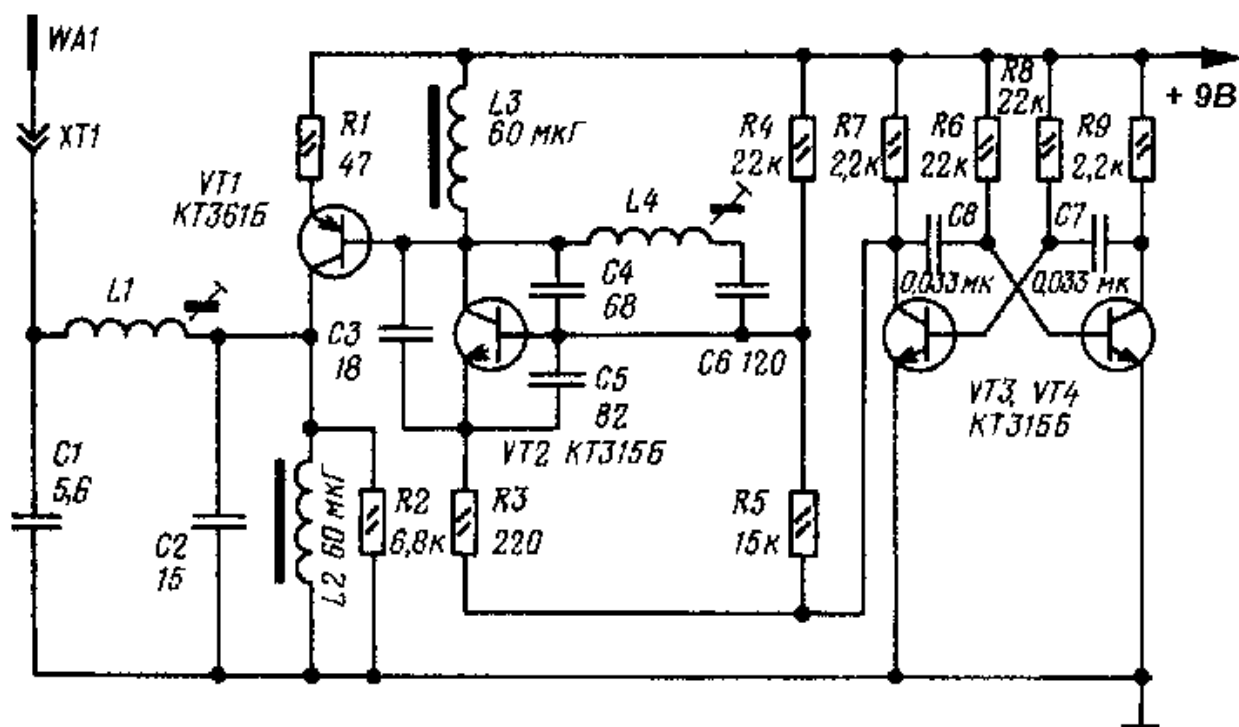 WA1
XT1
+ 9В
R1
47
L3
60 мкГ
R4
22к
R7
2,2к
R6
22к
R8
22к
R9
2,2к
VT1
КТ361Б
L4
C8
0,033мк
C7
0,033 мк
L1
C3
18
C4
68
C5
82
C6 120
VT2 КТ315Б
VT3, VT4
КТ315Б
C1
5,6
C2
15
L2 60 мкГ
R2
6,8к
R3
220
R5
15к